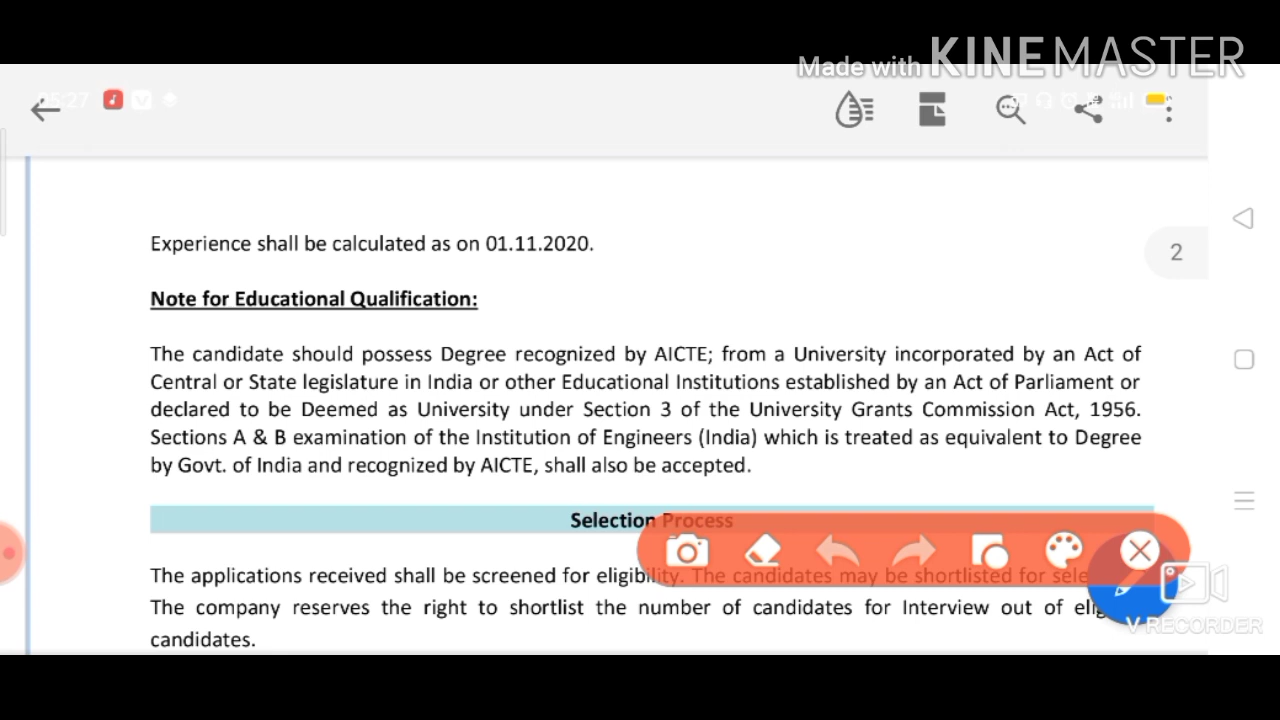 Made with KINEMASTER
5:27
Experience shall be calculated as on 01.11.2020.
2
Note for Educational Qualification:
The candidate should possess Degree recognized by AICTE; from a University incorporated by an Act of
Central or State legislature in India or other Educational Institutions established by an Act of Parliament or
declared to be Deemed as University under Section 3 of the University Grants Commission Act, 1956.
Sections A & B examination of the Institution of Engineers (India) which is treated as equivalent to Degree
by Govt. of India and recognized by AICTE, shall also be accepted.
Selection Process
The applications received shall be screened for eligibility. The candidates may be shortlisted for
The company reserves the right to shortlist the number of candidates for Interview out of
candidates.
V RECORDER